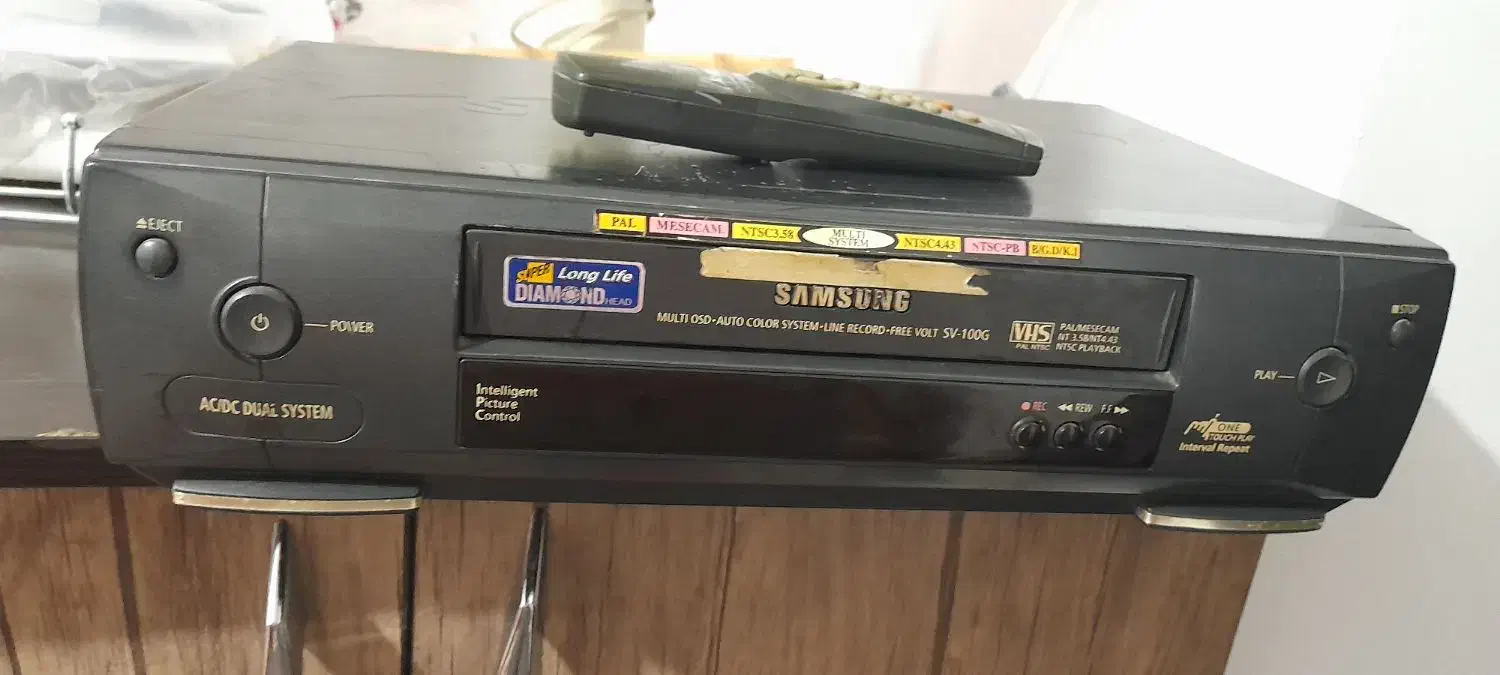 PAL MESECAM NTSC3.58 MULTI SYSTEM NTSC4.43 NTSC-PB B/G.D/K.I
EJECT
SUPER Long Life
DIAMOND HEAD
SAMSUNG
MULTI OSD•AUTO COLOR SYSTEM•LINE RECORD•FREE VOLT SV-100G
VHS
PAL NTSC
PAL/MESECAM
NT 3.58/NT4.43
NTSC PLAYBACK
STOP
POWER
PLAY
AC/DC DUAL SYSTEM
Intelligent
Picture
Control
REC REW F.F
ONE
TOUCH PLAY
Interval Repeat